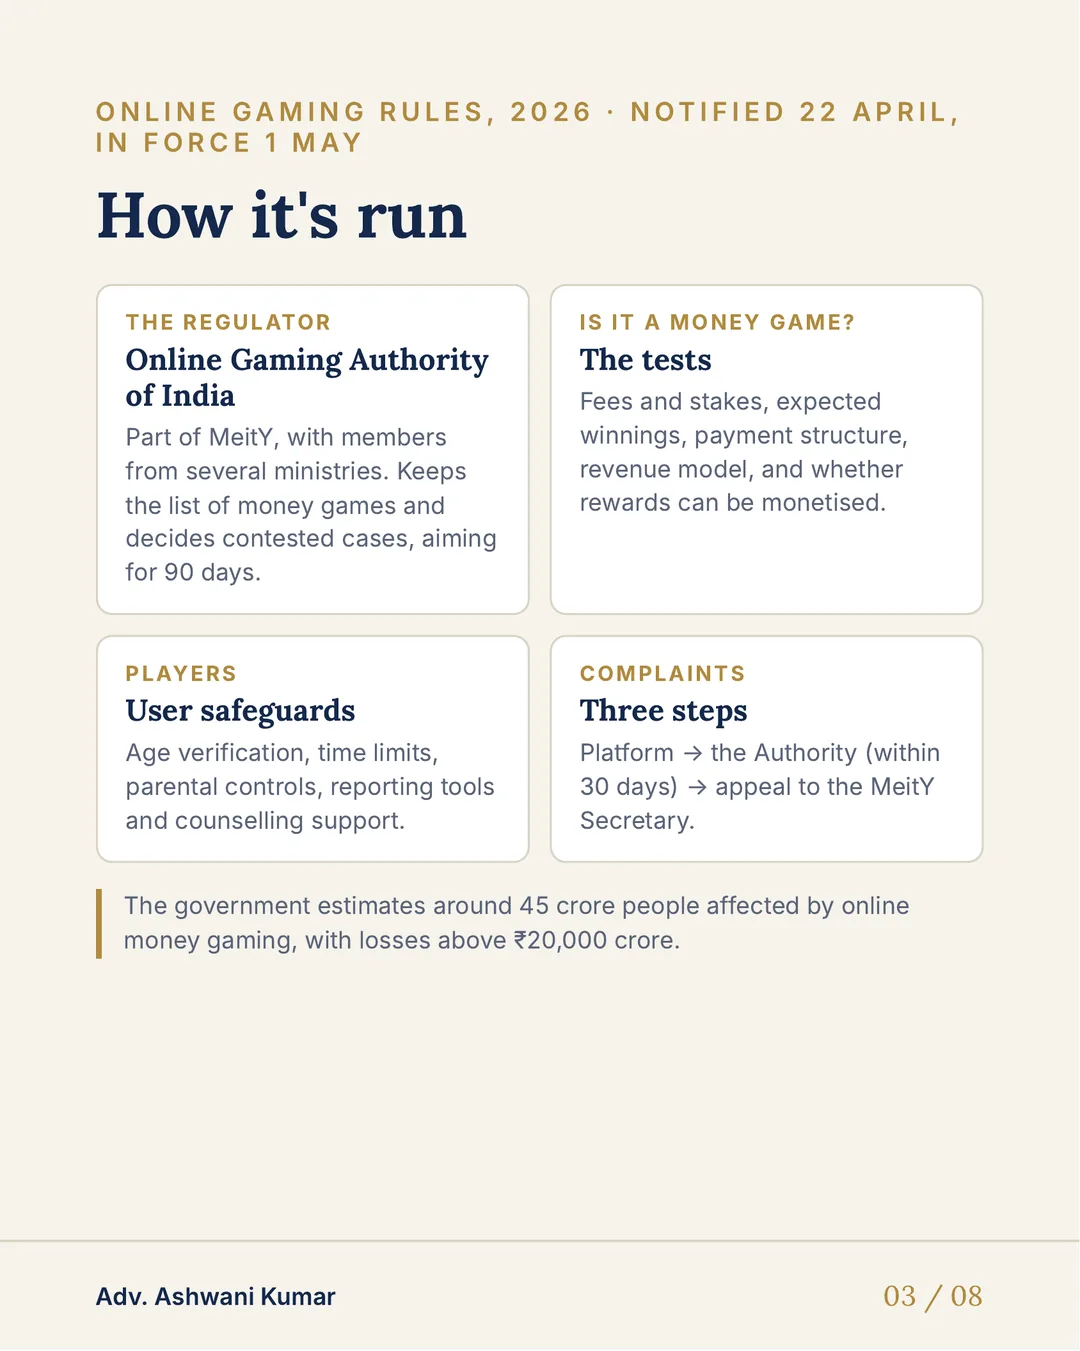 ONLINE GAMING RULES, 2026 · NOTIFIED 22 APRIL,
IN FORCE 1 MAY
How it's run
THE REGULATOR
Online Gaming Authority
of India
Part of MeitY, with members
from several ministries. Keeps
the list of money games and
decides contested cases, aiming
for 90 days.
IS IT A MONEY GAME?
The tests
Fees and stakes, expected
winnings, payment structure,
revenue model, and whether
rewards can be monetised.
PLAYERS
User safeguards
Age verification, time limits,
parental controls, reporting tools
and counselling support.
COMPLAINTS
Three steps
Platform → the Authority (within
30 days) → appeal to the MeitY
Secretary.
The government estimates around 45 crore people affected by online
money gaming, with losses above ₹20,000 crore.
Adv. Ashwani Kumar
03 / 08